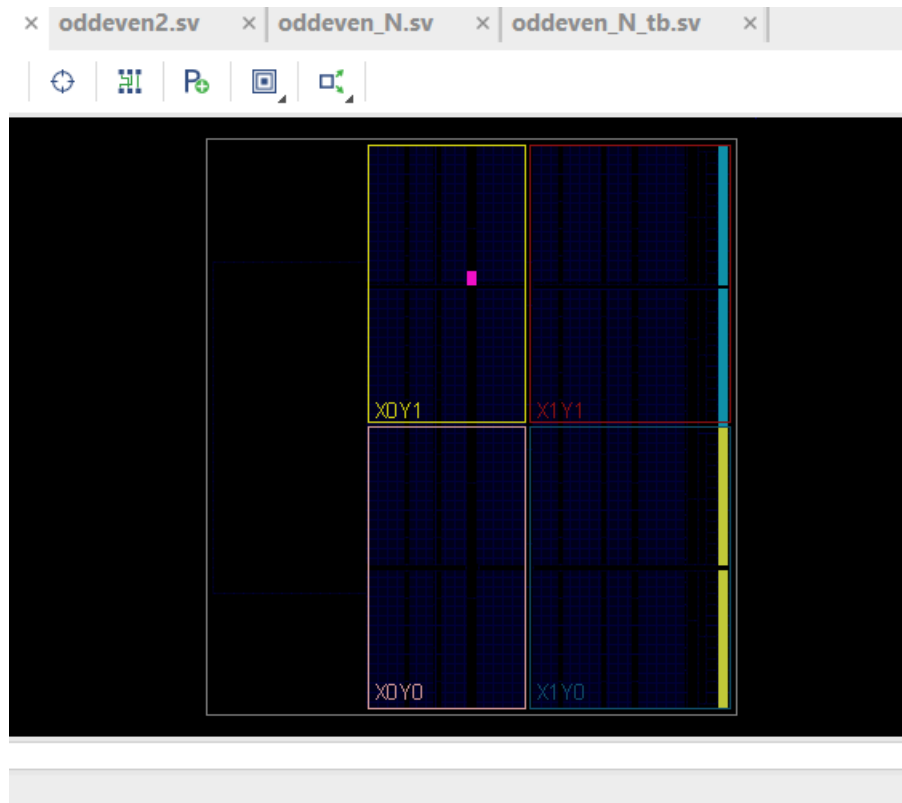 × oddeven2.sv × oddeven_N.sv × oddeven_N_tb.sv ×
P
X0Y1 X1Y1
X0Y0 X1Y0